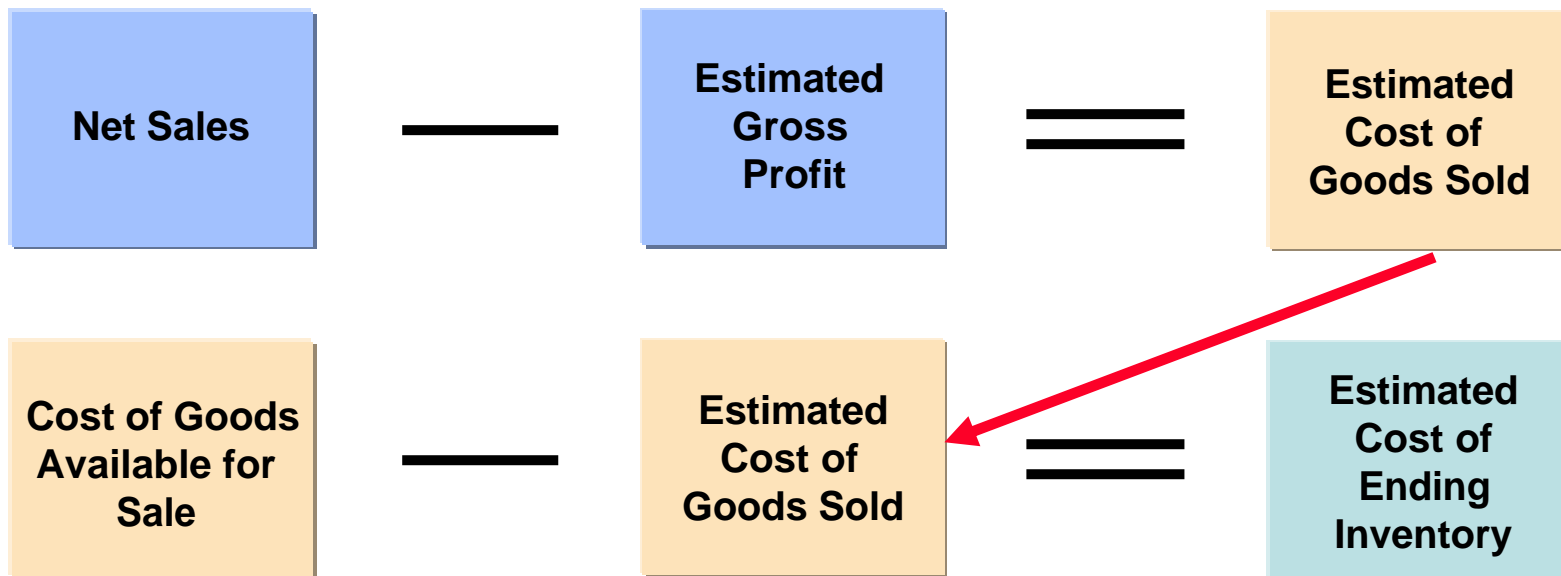 Net Sales
Estimated
Gross
Profit
Estimated
Cost of
Goods Sold
Cost of Goods
Available for
Sale
Estimated
Cost of
Goods Sold
Estimated
Cost of
Ending
Inventory